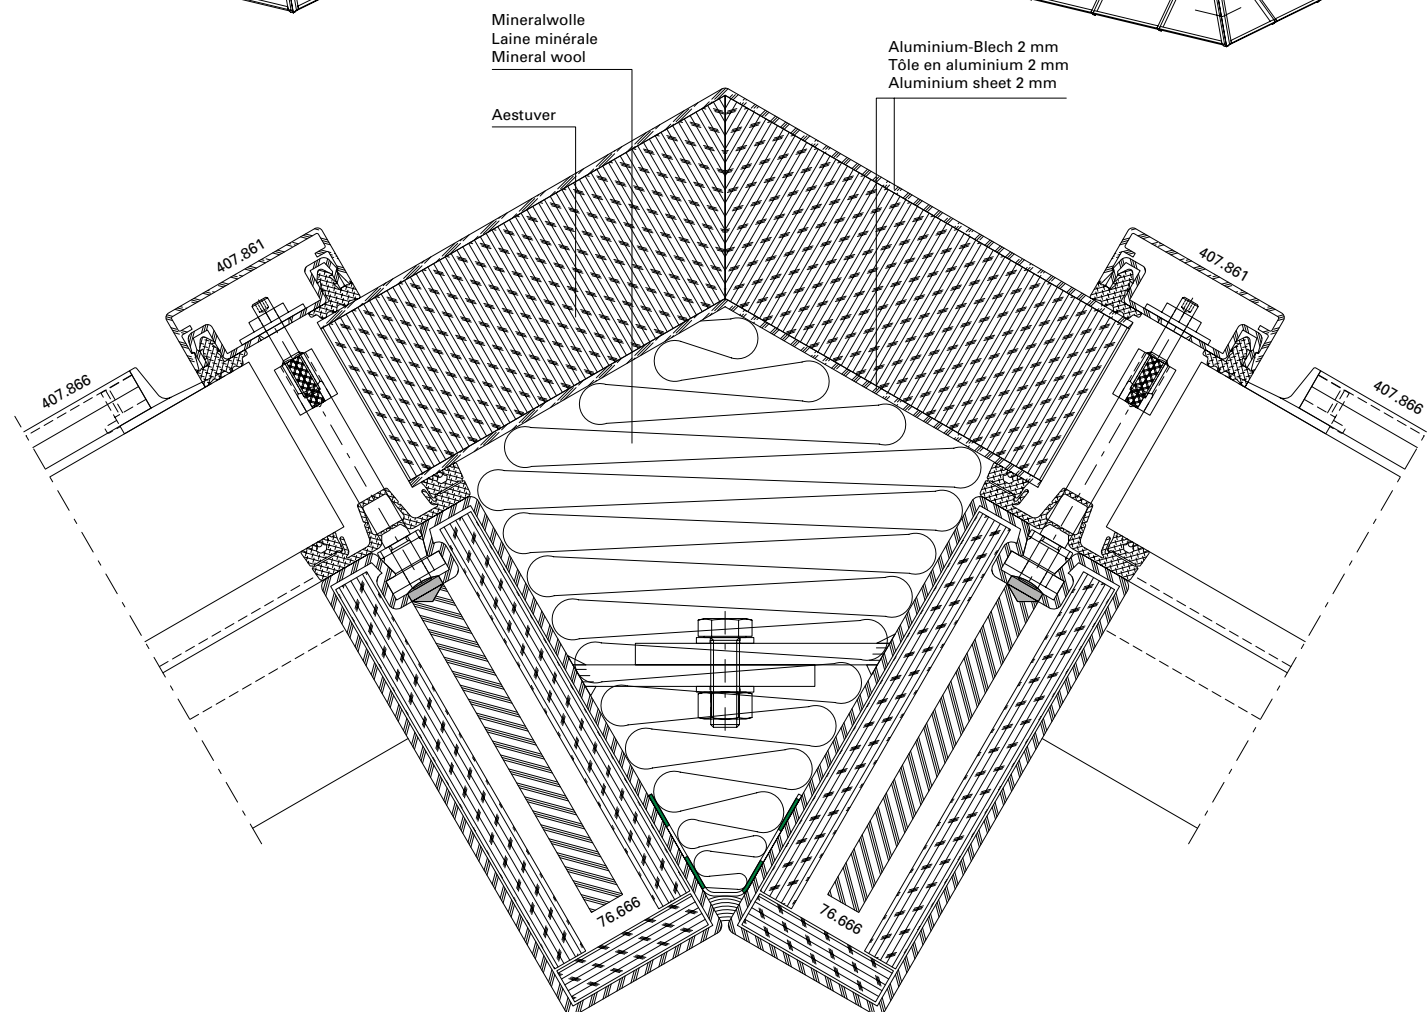 Mineralwolle
Laine minérale
Mineral wool
Aluminium-Blech 2 mm
Tôle en aluminium 2 mm
Aluminium sheet 2 mm
Aestuver
407.861
407.861
407.866
407.866
76.666
76.666